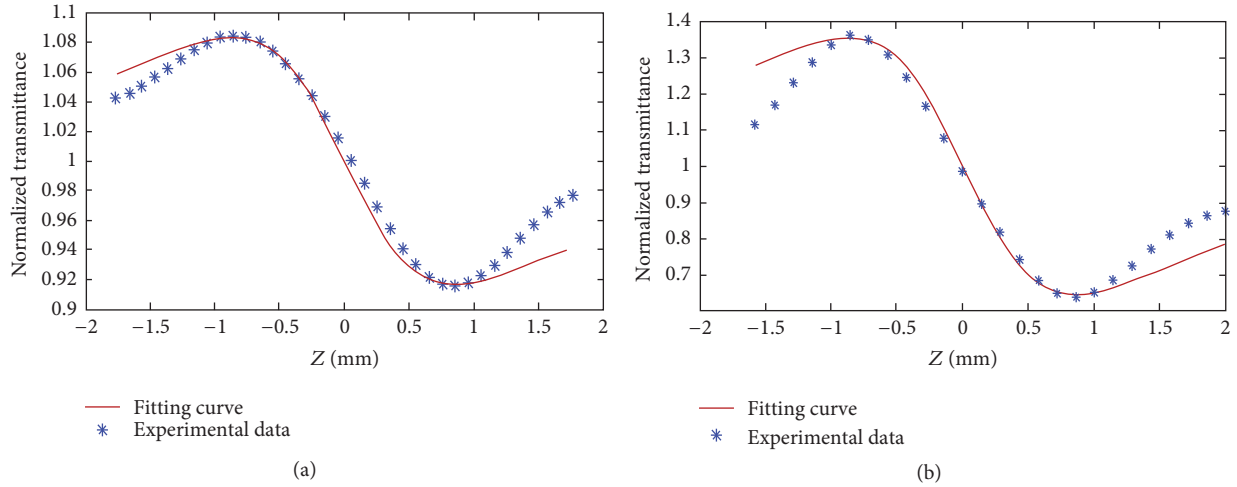 Normalized transmittance
1.1
1.08
1.06
1.04
1.02
1
0.98
0.96
0.94
0.92
0.9
−2 −1.5 −1 −0.5 0 0.5 1 1.5 2
Z (mm)
Fitting curve
Experimental data
(a)
Normalized transmittance
1.4
1.3
1.2
1.1
1
0.9
0.8
0.7
−2 −1.5 −1 −0.5 0 0.5 1 1.5 2
Z (mm)
Fitting curve
Experimental data
(b)